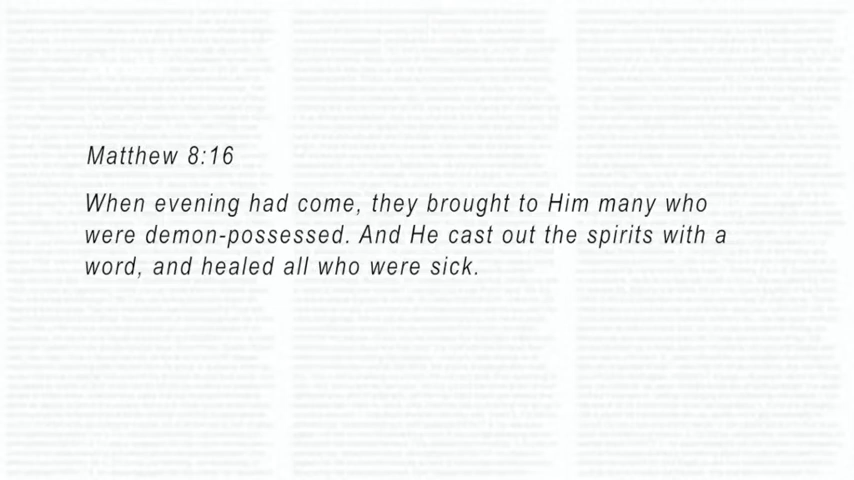 Matthew 8:16
When evening had come, they brought to Him many who
were demon-possessed. And He cast out the spirits with a
word, and healed all who were sick.